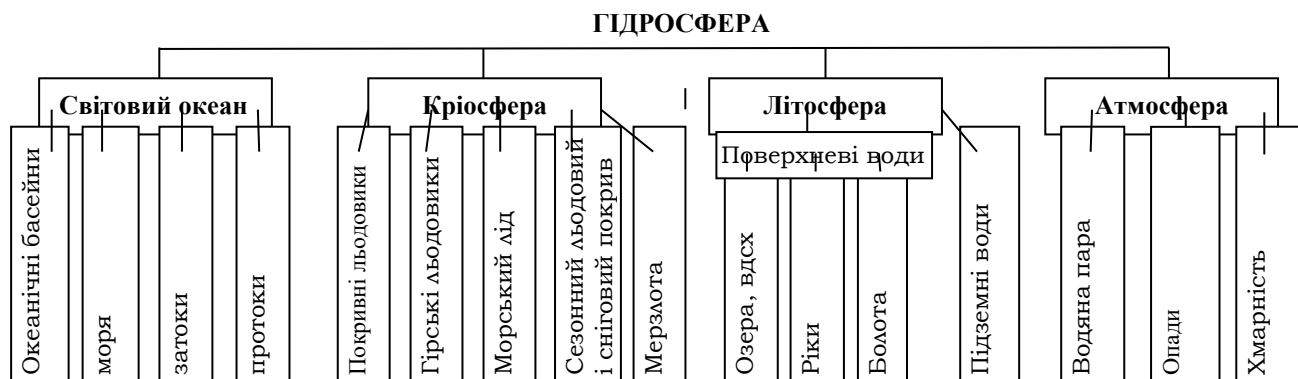 ГІДРОСФЕРА
Світовий океан
Кріосфера
Літосфера
Атмосфера
Поверхневі води
Океанічні басейни
моря
затоки
протоки
Покривні льодовики
Гірські льодовики
Морський лід
Сезонний льодовий
і сніговий покрив
Мерзлота
Озера, вдсх
Ріки
Болота
Підземні води
Водяна пара
Опади
Хмарність